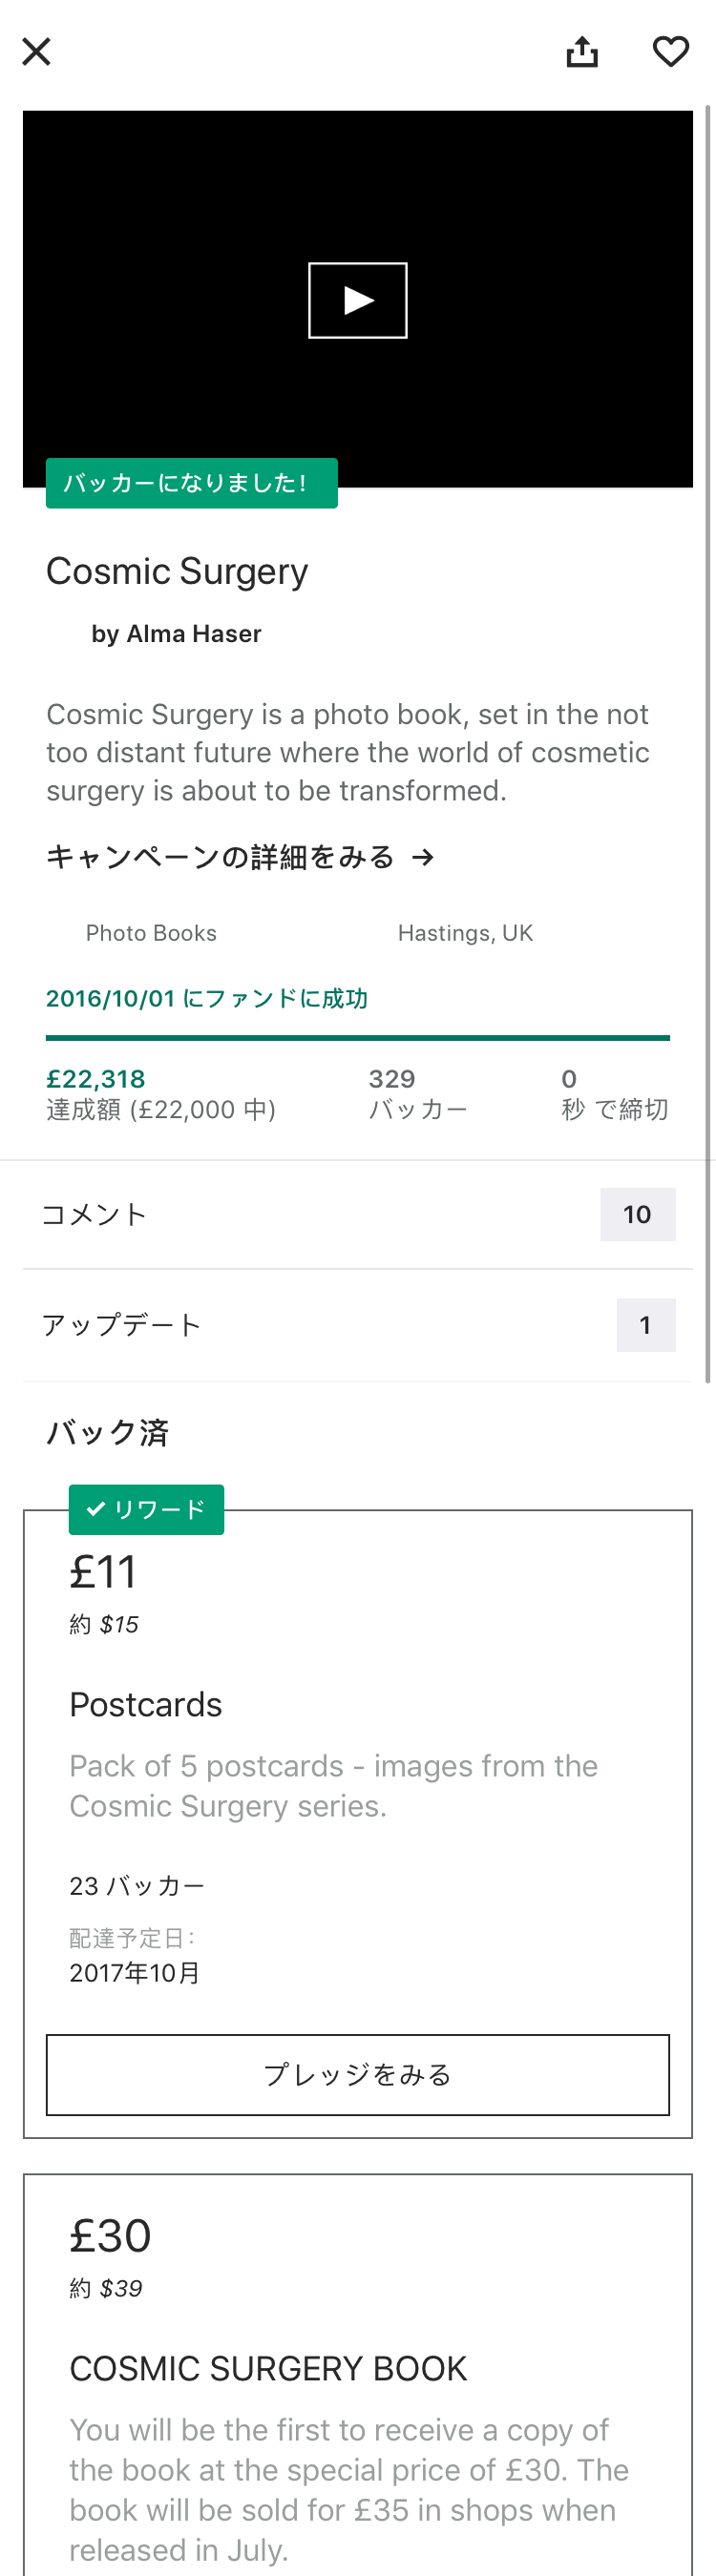 バッカーになりました！
Cosmic Surgery
by Alma Haser
Cosmic Surgery is a photo book, set in the not
too distant future where the world of cosmetic
surgery is about to be transformed.
キャンペーンの詳細をみる →
Photo Books Hastings, UK
2016/10/01 にファンドに成功
£22,318 329 0
達成額 (£22,000 中) バッカー 秒 で締切
コメント 10
アップデート 1
バック済
✓ リワード
£11
約 $15
Postcards
Pack of 5 postcards - images from the
Cosmic Surgery series.
23 バッカー
配達予定日：
2017年10月
プレッジをみる
£30
約 $39
COSMIC SURGERY BOOK
You will be the first to receive a copy of
the book at the special price of £30. The
book will be sold for £35 in shops when
released in July.